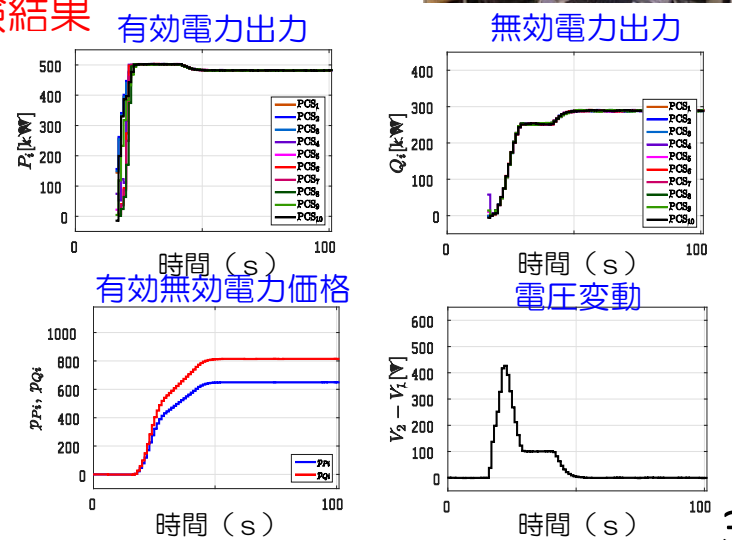 験結果
有効電力出力
無効電力出力
500
400
300
200
100
0
P_i[kW]
PCS₁
PCS₂
PCS₃
PCS₄
PCS₅
PCS₆
PCS₇
PCS₈
PCS₉
PCS₁₀
0
100
時間(s)
400
300
200
100
0
Q_i[kW]
PCS₁
PCS₂
PCS₃
PCS₄
PCS₅
PCS₆
PCS₇
PCS₈
PCS₉
PCS₁₀
0
100
時間(s)
有効無効電力価格
電圧変動
1000
800
600
400
200
0
p_Pi, p_Qi
p_Pi
p_Qi
0
100
時間(s)
600
500
400
300
200
100
0
V₂ − V₁[V]
0
100
時間(s)